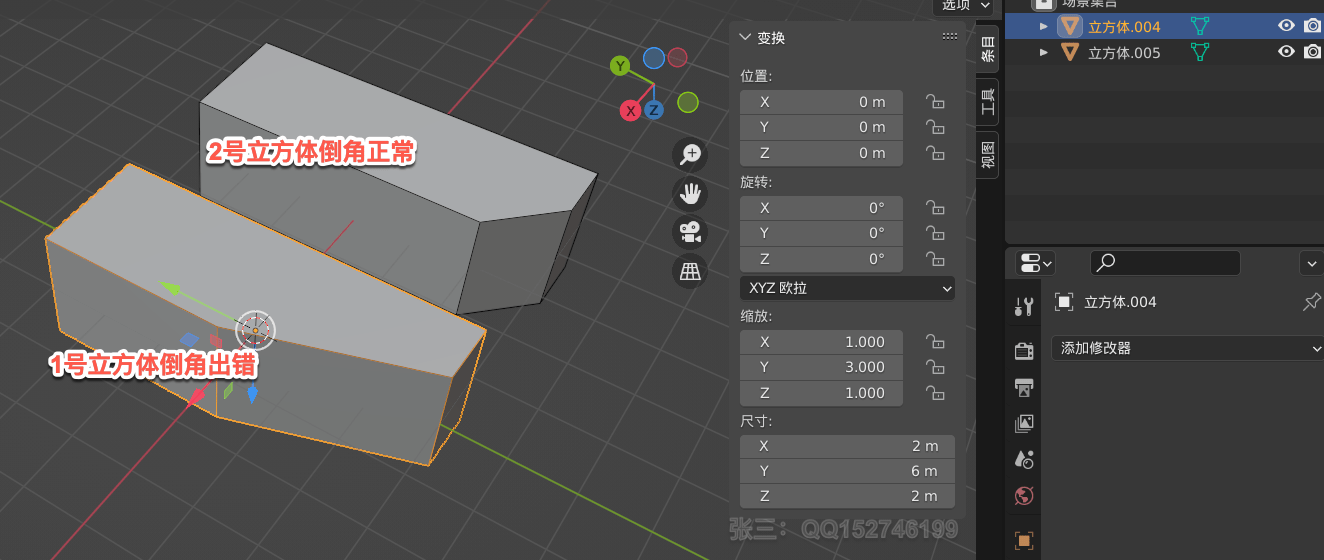 选项
场景集合
立方体.004
立方体.005
变换
位置:
X 0 m
Y 0 m
Z 0 m
旋转:
X 0°
Y 0°
Z 0°
XYZ 欧拉
缩放:
X 1.000
Y 3.000
Z 1.000
尺寸:
X 2 m
Y 6 m
Z 2 m
条目
工具
视图
Y
X
Z
2号立方体倒角正常
1号立方体倒角出错
立方体.004
添加修改器
张三：QQ152746199